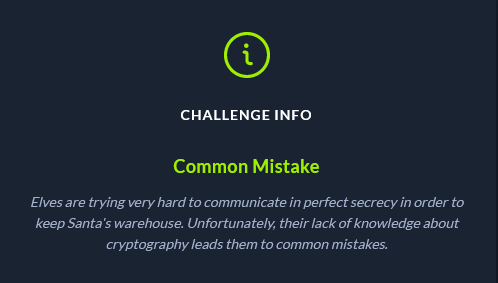 CHALLENGE INFO
Common Mistake
Elves are trying very hard to communicate in perfect secrecy in order to
keep Santa's warehouse. Unfortunately, their lack of knowledge about
cryptography leads them to common mistakes.